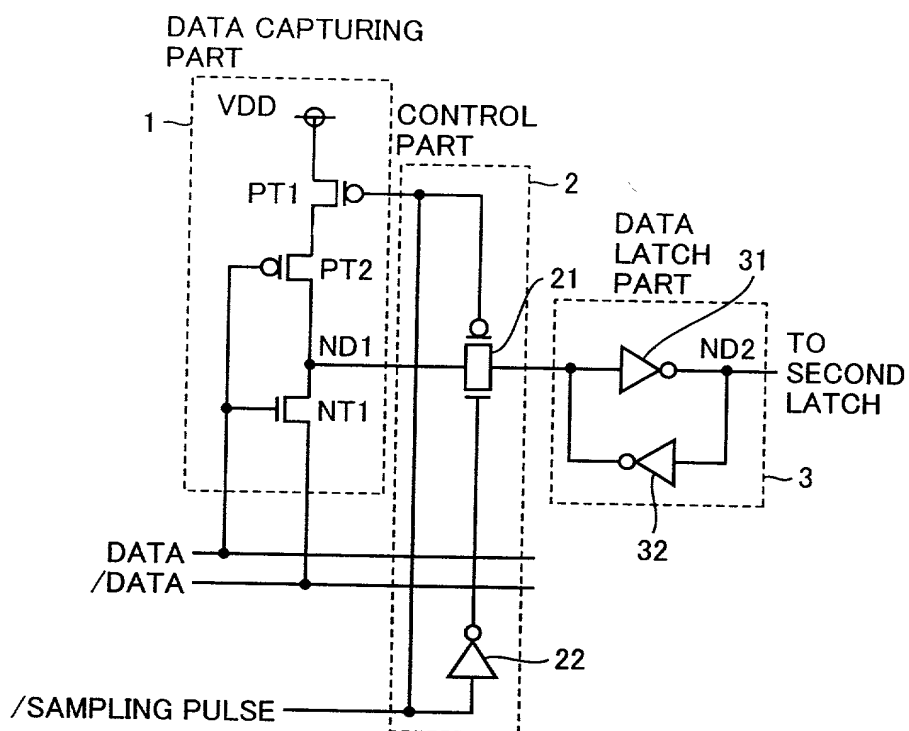 DATA CAPTURING
PART
1
VDD
CONTROL
PART
2
PT1
DATA
LATCH
PART
31
PT2
21
ND1
ND2
TO
SECOND
LATCH
NT1
3
32
DATA
/DATA
22
/SAMPLING PULSE